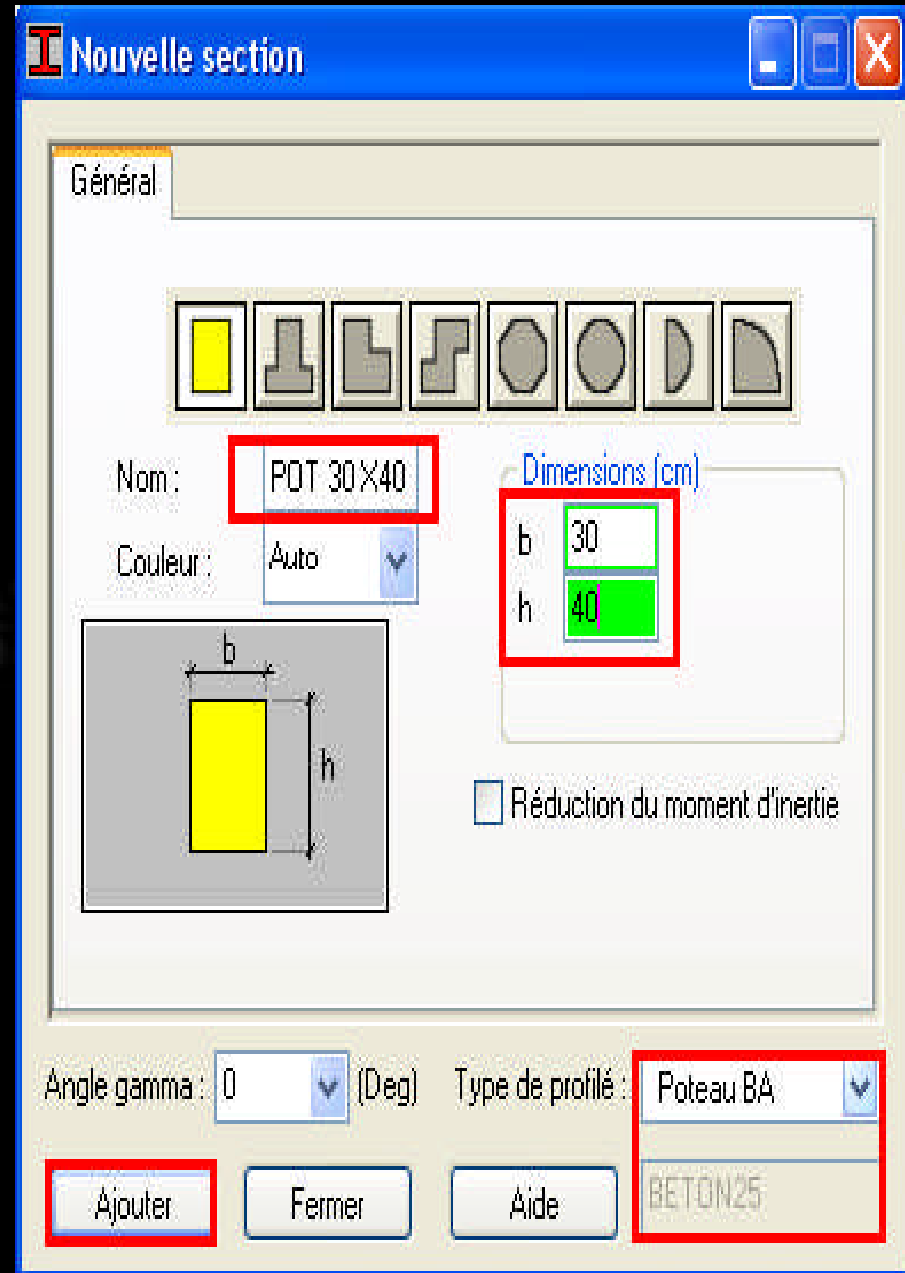 Nouvelle section
Général
Nom :
POT 30X40
Couleur :
Auto
Dimensions (cm)
b 30
h 40
b
h
Réduction du moment d'inertie
Angle gamma : 0 (Deg) Type de profilé : Poteau BA
BETON25
Ajouter Fermer Aide